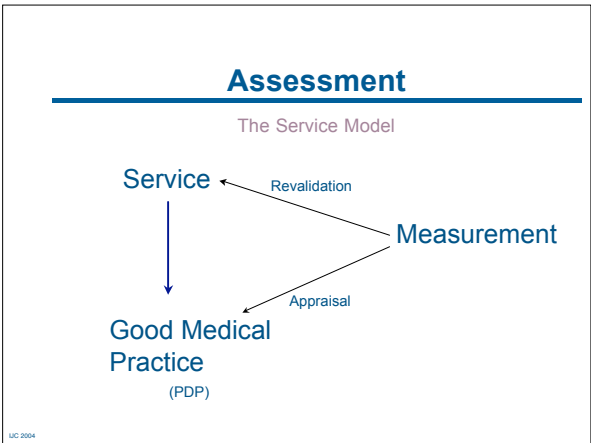 Assessment
The Service Model
Service
Revalidation
Measurement
Appraisal
Good Medical
Practice
(PDP)
IJC 2004